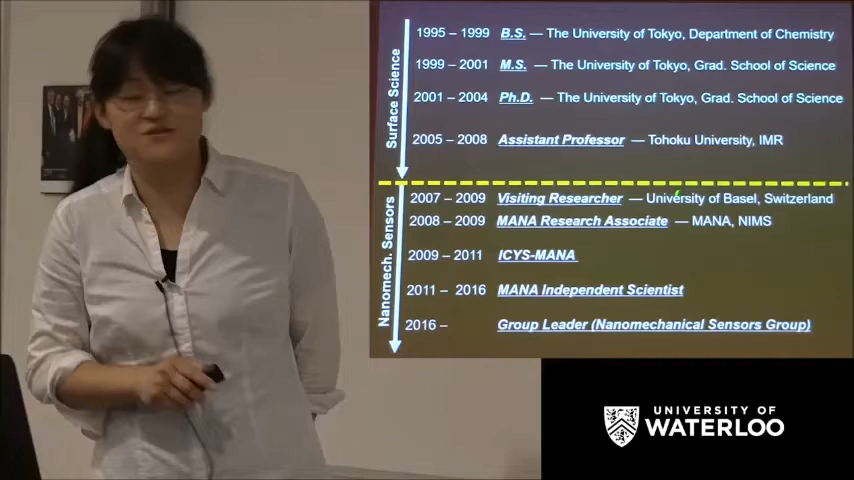 Surface Science
1995 – 1999 B.S. — The University of Tokyo, Department of Chemistry
1999 – 2001 M.S. — The University of Tokyo, Grad. School of Science
2001 – 2004 Ph.D. — The University of Tokyo, Grad. School of Science
2005 – 2008 Assistant Professor — Tohoku University, IMR
Nanomech. Sensors
2007 – 2009 Visiting Researcher — University of Basel, Switzerland
2008 – 2009 MANA Research Associate — MANA, NIMS
2009 – 2011 ICYS-MANA
2011 – 2016 MANA Independent Scientist
2016 – Group Leader (Nanomechanical Sensors Group)
UNIVERSITY OF
WATERLOO